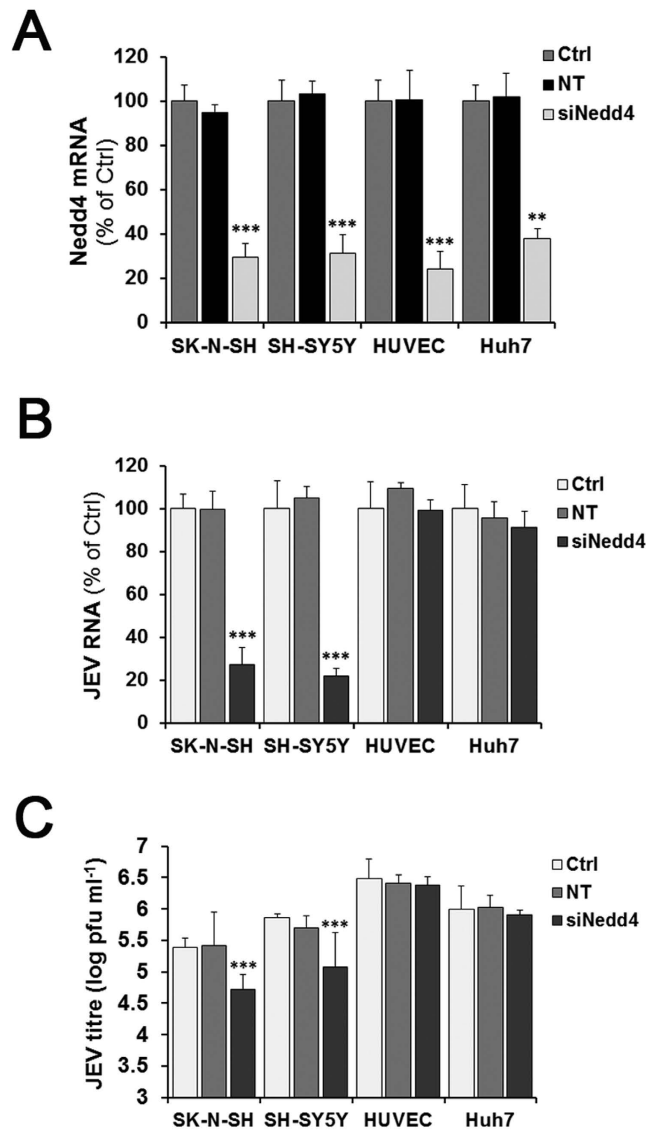 A
Nedd4 mRNA
(% of Ctrl)
120
100
80
60
40
20
0
***
***
***
**
SK-N-SH SH-SY5Y HUVEC Huh7
Ctrl
NT
siNedd4
B
JEV RNA (% of Ctrl)
120
100
80
60
40
20
0
***
***
SK-N-SH SH-SY5Y HUVEC Huh7
Ctrl
NT
siNedd4
C
JEV titre (log pfu ml⁻¹)
7
6.5
6
5.5
5
4.5
4
3.5
3
***
***
SK-N-SH SH-SY5Y HUVEC Huh7
Ctrl
NT
siNedd4